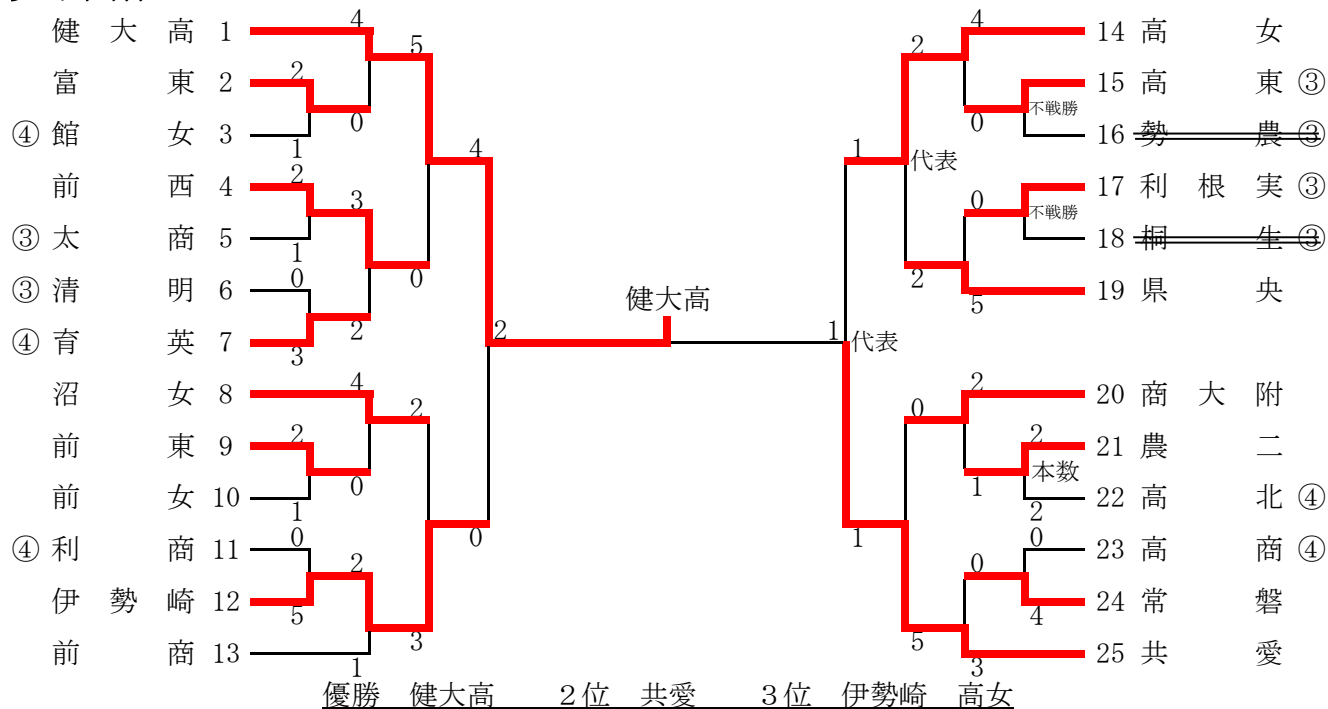 4 4
健大高 1 14 高女
5 2
富東 2 2 15 高東 ③
不戦勝
0 0
④ 館女 3 16 勢農 ③
1
4 1
代表
前西 4 2 17 利根実 ③
3 0
不戦勝
③ 太商 5 18 桐生 ③
1
0 2
③ 清明 6 0 19 県央
5
健大高
④ 育英 7 2
3
2 1 代表
沼女 8 4 2 20 商大附
2 0
前東 9 2 2 21 農二
0 1 本数
前女 10 22 高北 ④
1 2
0 1
④ 利商 11 0 0 23 高商 ④
2 0
伊勢崎 12 24 常磐
5 4
3 5
前商 13 25 共愛
1 3
優勝 健大高 2位 共愛 3位 伊勢崎 高女